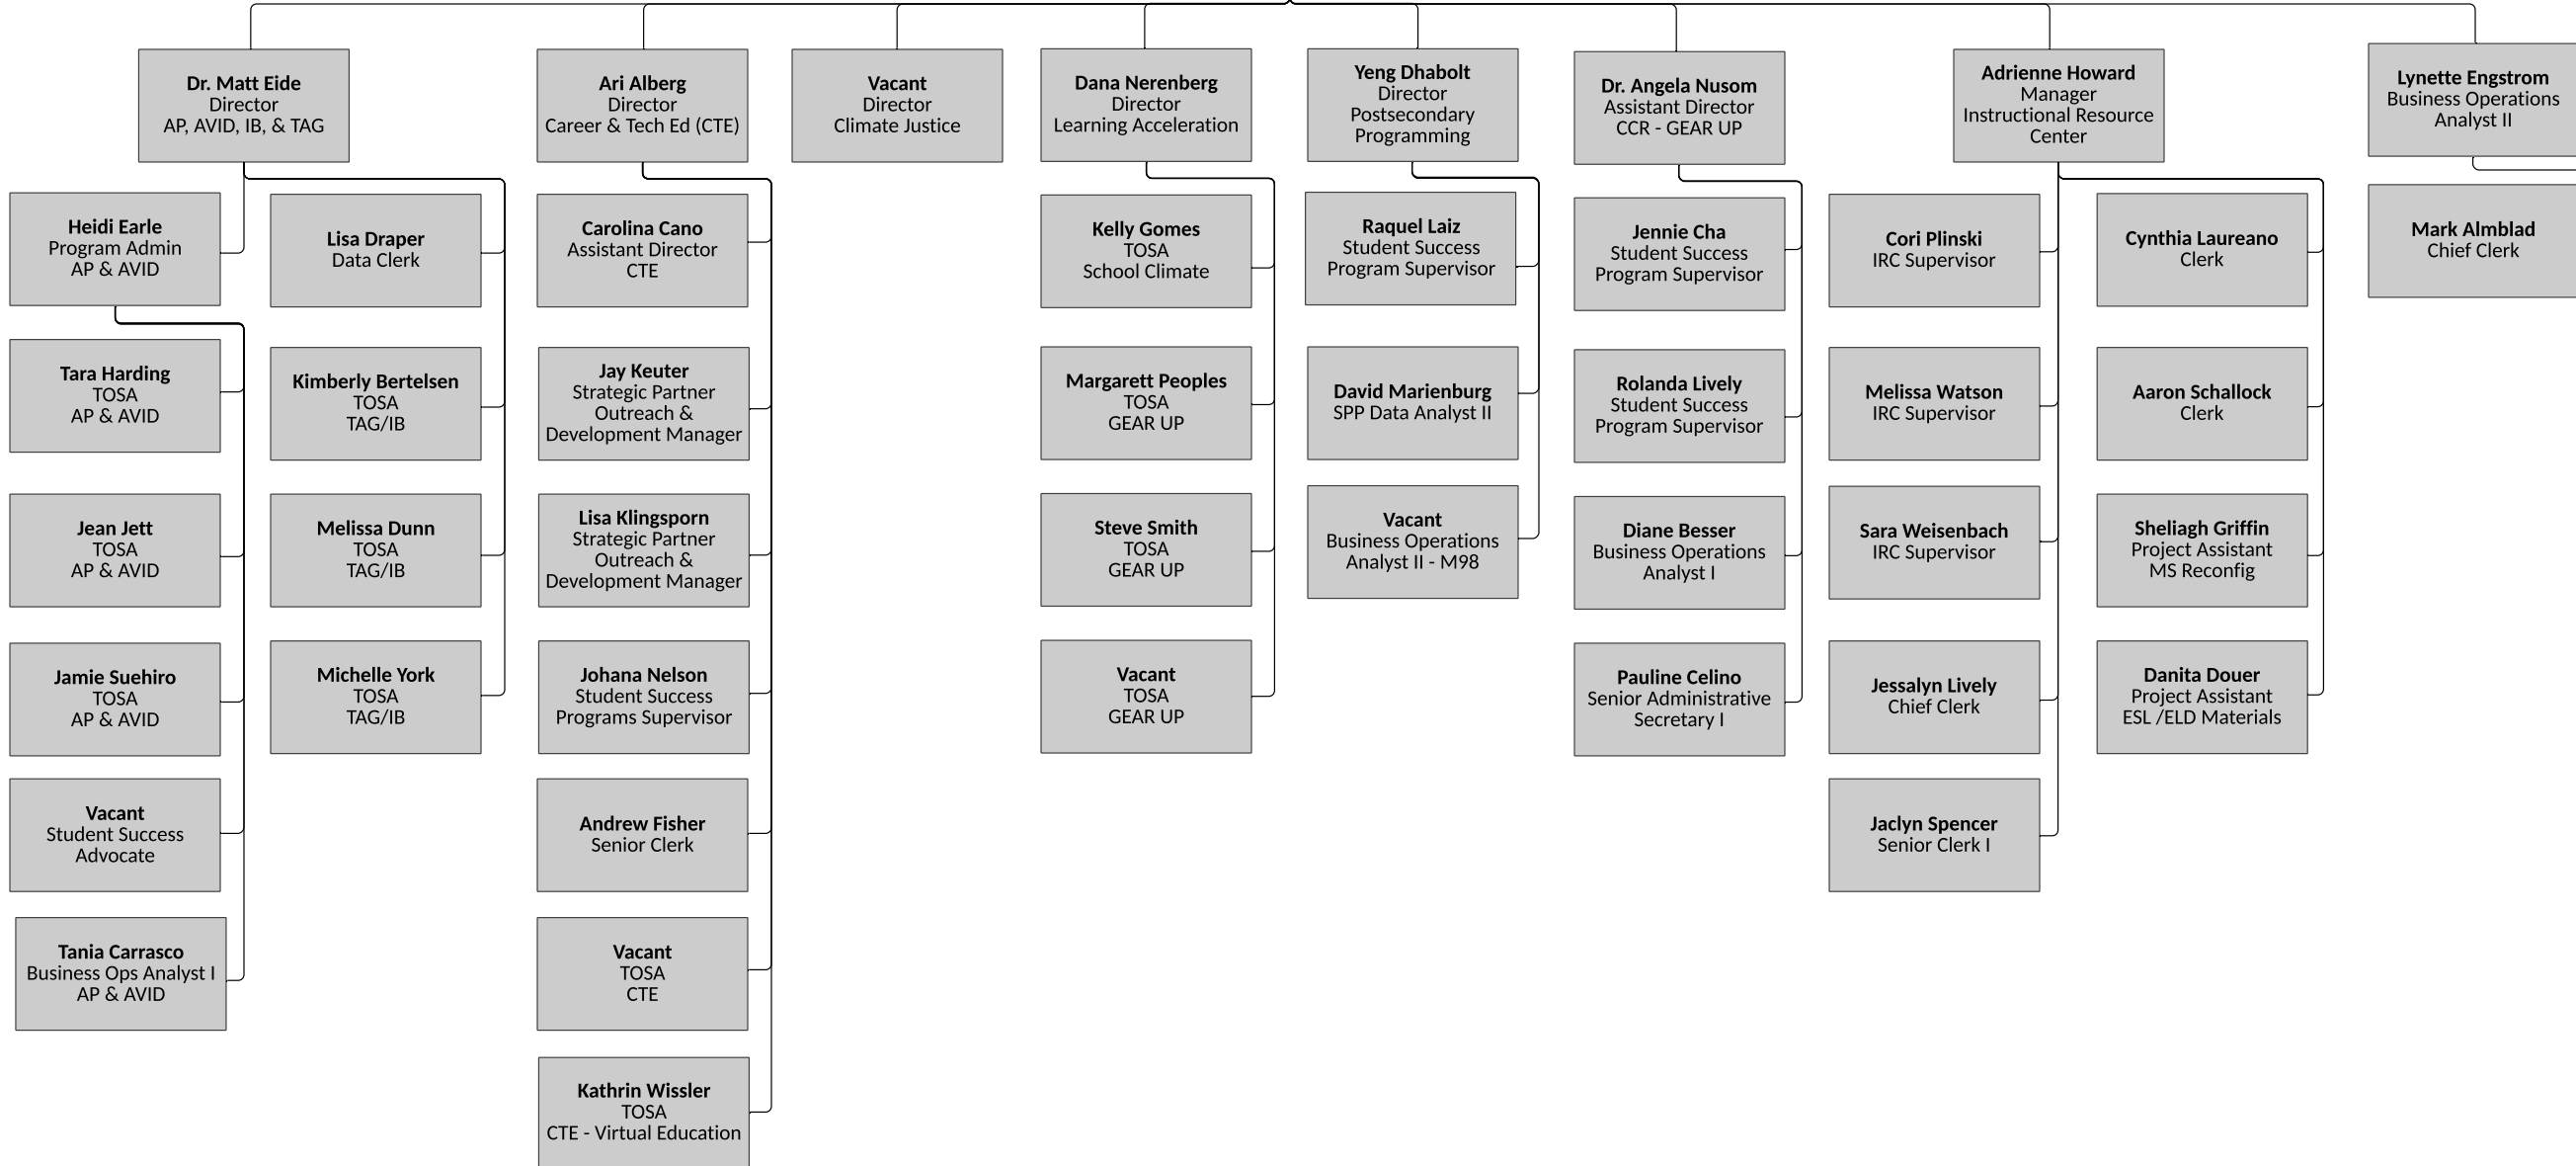 Dr. Matt Eide
Director
AP, AVID, IB, & TAG
Heidi Earle
Program Admin
AP & AVID
Tara Harding
TOSA
AP & AVID
Jean Jett
TOSA
AP & AVID
Jamie Suehiro
TOSA
AP & AVID
Vacant
Student Success
Advocate
Tania Carrasco
Business Ops Analyst I
AP & AVID
Lisa Draper
Data Clerk
Kimberly Bertelsen
TOSA
TAG/IB
Melissa Dunn
TOSA
TAG/IB
Michelle York
TOSA
TAG/IB
Ari Alberg
Director
Career & Tech Ed (CTE)
Carolina Cano
Assistant Director
CTE
Jay Keuter
Strategic Partner
Outreach &
Development Manager
Lisa Klingsporn
Strategic Partner
Outreach &
Development Manager
Johana Nelson
Student Success
Programs Supervisor
Andrew Fisher
Senior Clerk
Vacant
TOSA
CTE
Kathrin Wissler
TOSA
CTE - Virtual Education
Vacant
Director
Climate Justice
Dana Nerenberg
Director
Learning Acceleration
Kelly Gomes
TOSA
School Climate
Margarett Peoples
TOSA
GEAR UP
Steve Smith
TOSA
GEAR UP
Vacant
TOSA
GEAR UP
Yeng Dhabolt
Director
Postsecondary
Programming
Raquel Laiz
Student Success
Program Supervisor
David Marienburg
SPP Data Analyst II
Vacant
Business Operations
Analyst II - M98
Dr. Angela Nusom
Assistant Director
CCR - GEAR UP
Jennie Cha
Student Success
Program Supervisor
Rolanda Lively
Student Success
Program Supervisor
Diane Besser
Business Operations
Analyst I
Pauline Celino
Senior Administrative
Secretary I
Adrienne Howard
Manager
Instructional Resource
Center
Cori Plinski
IRC Supervisor
Melissa Watson
IRC Supervisor
Sara Weisenbach
IRC Supervisor
Jessalyn Lively
Chief Clerk
Jaclyn Spencer
Senior Clerk I
Cynthia Laureano
Clerk
Aaron Schallock
Clerk
Sheliagh Griffin
Project Assistant
MS Reconfig
Danita Douer
Project Assistant
ESL /ELD Materials
Lynette Engstrom
Business Operations
Analyst II
Mark Almblad
Chief Clerk